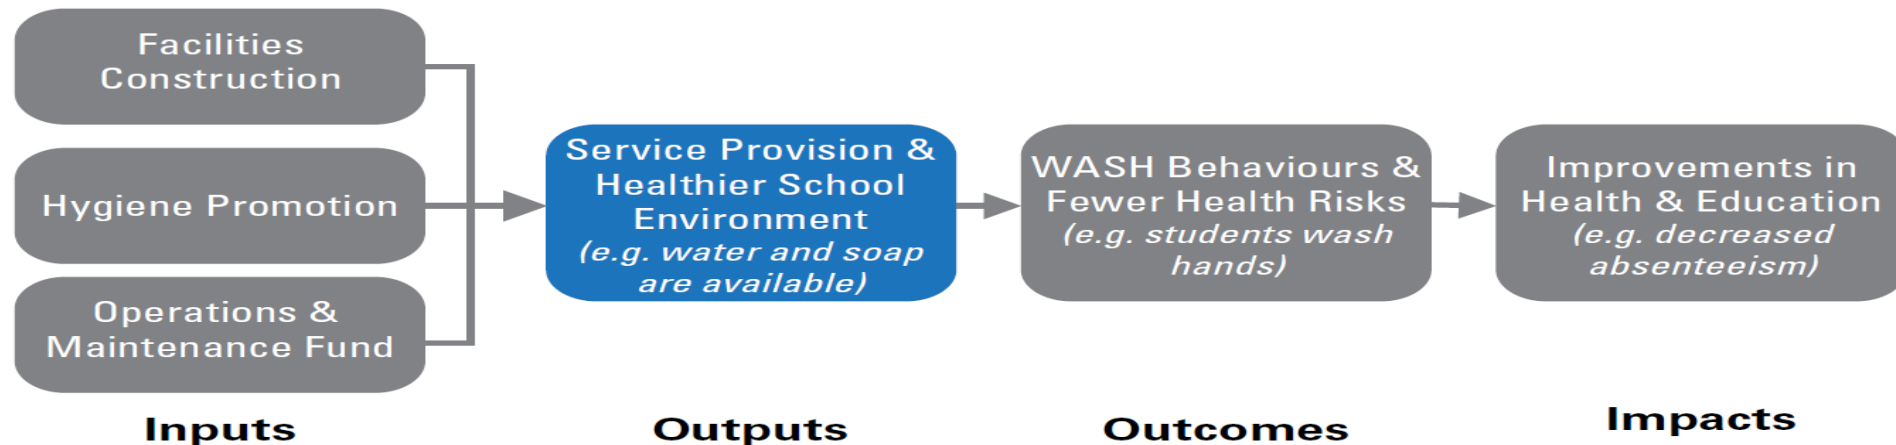 Facilities
Construction
Hygiene Promotion
Operations &
Maintenance Fund
Service Provision &
Healthier School
Environment
(e.g. water and soap
are available)
WASH Behaviours &
Fewer Health Risks
(e.g. students wash
hands)
Improvements in
Health & Education
(e.g. decreased
absenteeism)
Inputs
Outputs
Outcomes
Impacts